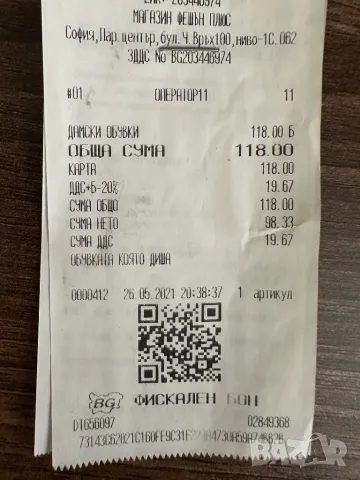 МАГАЗИН ФЕШЪН ПЛЮС
София,Пар.център,бул.Ч.Връх100,ниво-1С.062
ЗДДС No BG203446974
#01 ОПЕРАТОР11 11
ДАМСКИ ОБУВКИ 118.00 Б
ОБЩА СУМА 118.00
КАРТА 118.00
ДДС*Б-20% 19.67
СУМА ОБЩО 118.00
СУМА НЕТО 98.33
СУМА ДДС 19.67
ОБУВКАТА КОЯТО ДИША
0000412 26.05.2021 20:38:37 1 артикул
BG ФИСКАЛЕН БОН
DT656097 02849368
BAZAR